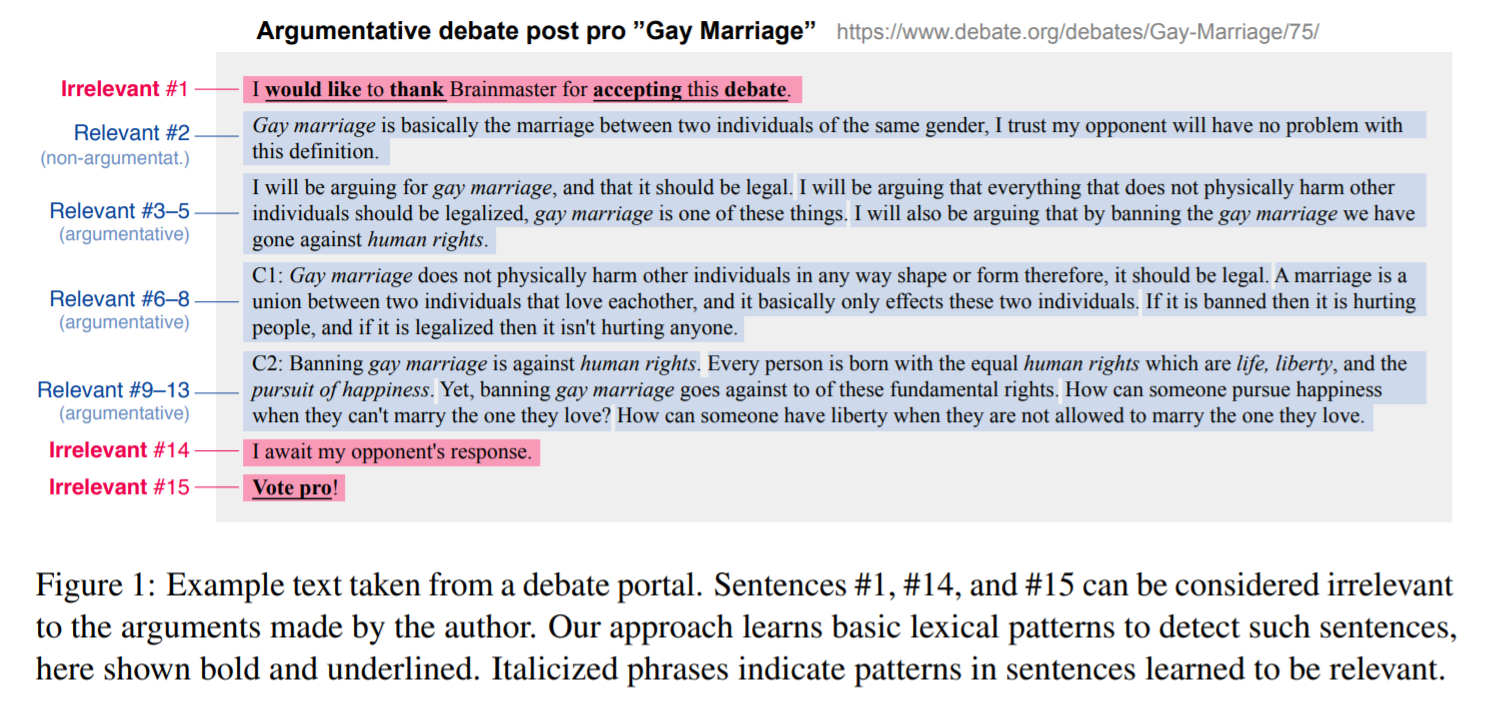 Argumentative debate post pro ”Gay Marriage” https://www.debate.org/debates/Gay-Marriage/75/
Irrelevant #1
I would like to thank Brainmaster for accepting this debate.
Relevant #2
(non-argumentat.)
Gay marriage is basically the marriage between two individuals of the same gender, I trust my opponent will have no problem with
this definition.
Relevant #3–5
(argumentative)
I will be arguing for gay marriage, and that it should be legal. I will be arguing that everything that does not physically harm other
individuals should be legalized, gay marriage is one of these things. I will also be arguing that by banning the gay marriage we have
gone against human rights.
Relevant #6–8
(argumentative)
C1: Gay marriage does not physically harm other individuals in any way shape or form therefore, it should be legal. A marriage is a
union between two individuals that love eachother, and it basically only effects these two individuals. If it is banned then it is hurting
people, and if it is legalized then it isn't hurting anyone.
Relevant #9–13
(argumentative)
C2: Banning gay marriage is against human rights. Every person is born with the equal human rights which are life, liberty, and the
pursuit of happiness. Yet, banning gay marriage goes against to of these fundamental rights. How can someone pursue happiness
when they can't marry the one they love? How can someone have liberty when they are not allowed to marry the one they love.
Irrelevant #14
I await my opponent's response.
Irrelevant #15
Vote pro!
Figure 1: Example text taken from a debate portal. Sentences #1, #14, and #15 can be considered irrelevant
to the arguments made by the author. Our approach learns basic lexical patterns to detect such sentences,
here shown bold and underlined. Italicized phrases indicate patterns in sentences learned to be relevant.